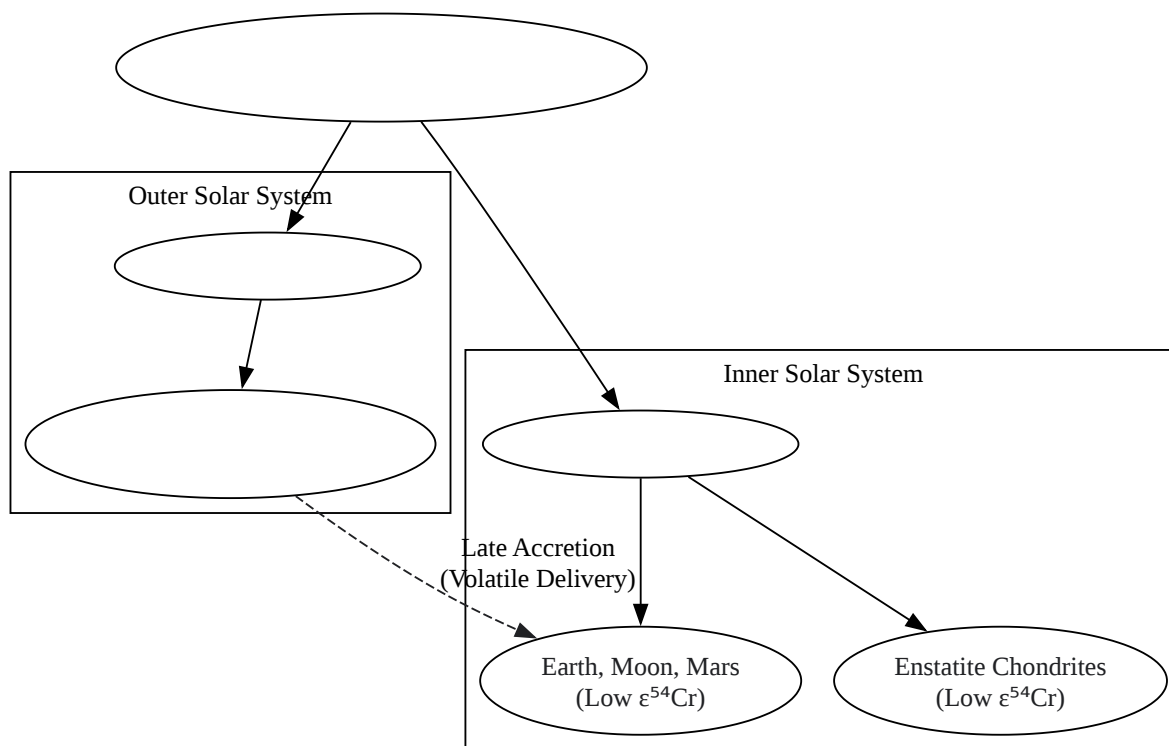 Outer Solar System
Inner Solar System
Late Accretion
(Volatile Delivery)
Earth, Moon, Mars
(Low ε⁵⁴Cr)
Enstatite Chondrites
(Low ε⁵⁴Cr)